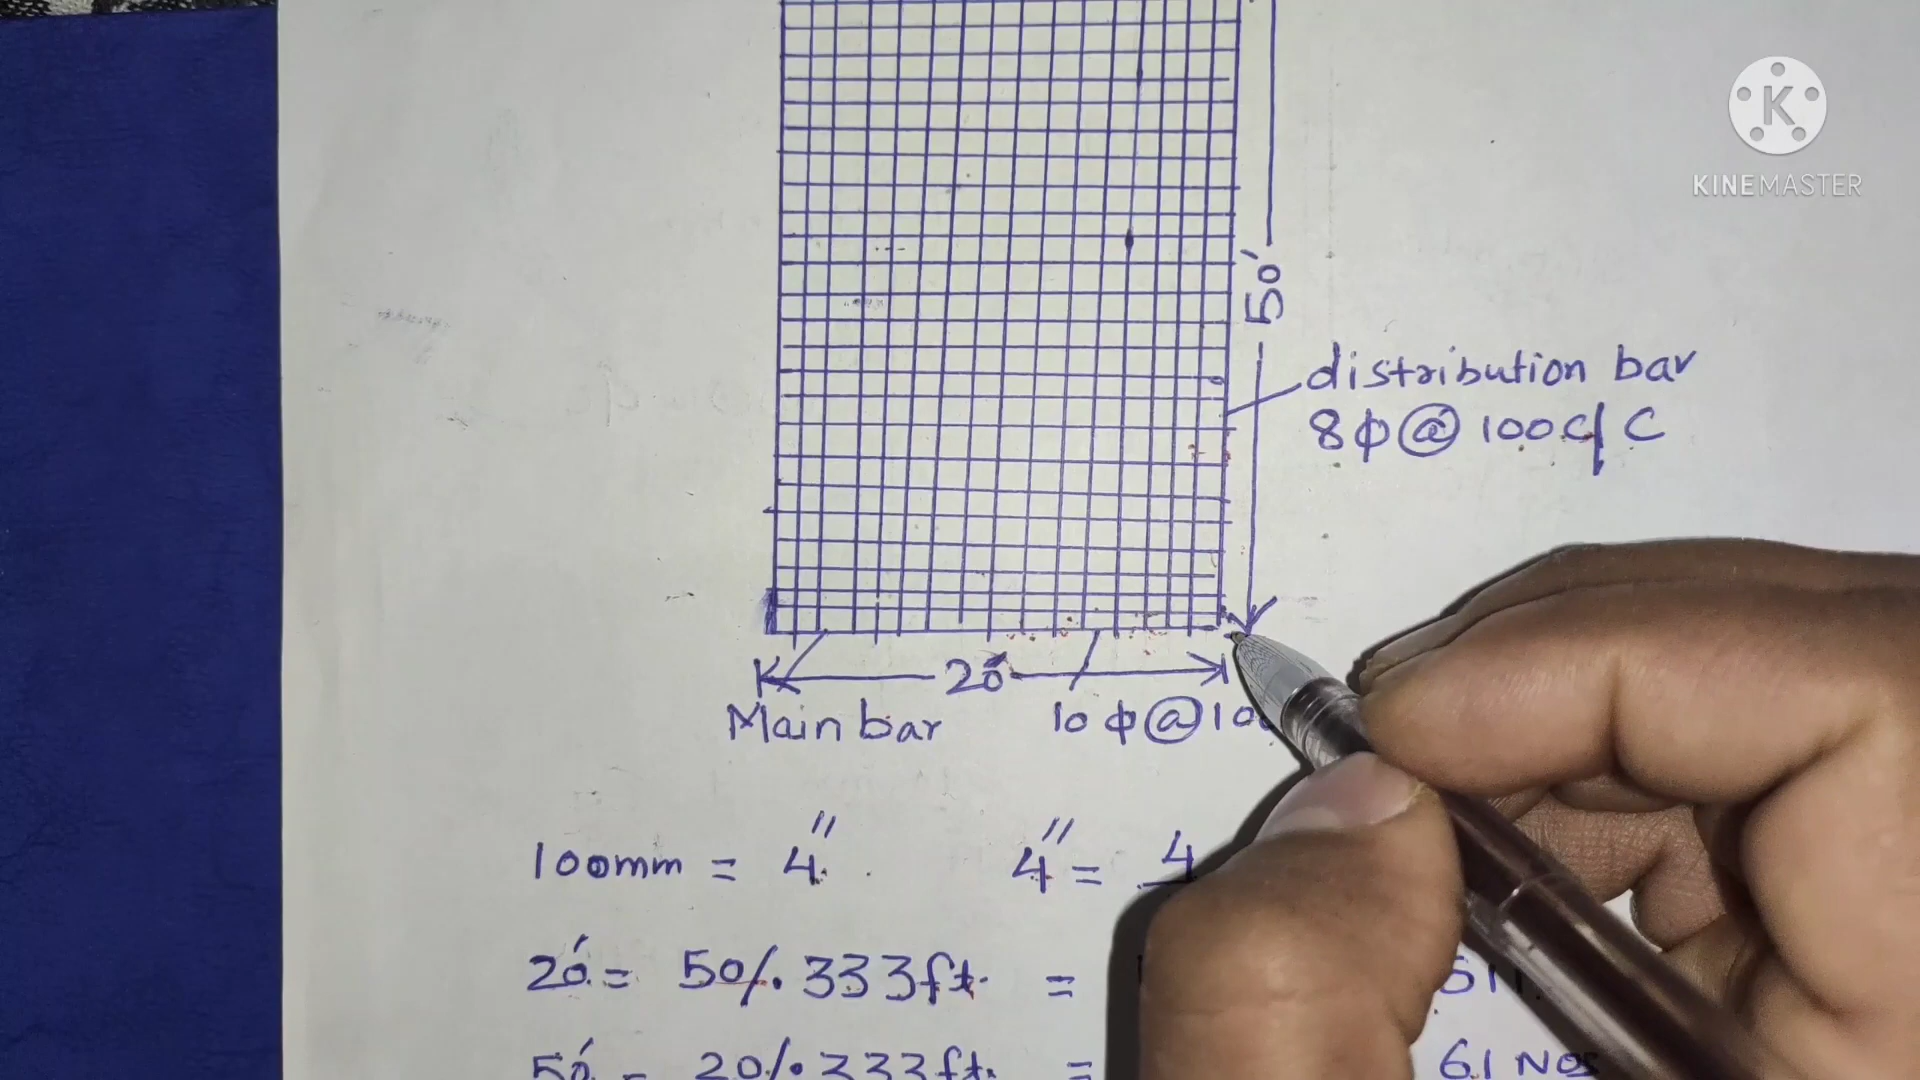 KINEMASTER
50'
distribution bar
8ϕ@ 100C/C
20'
Main bar 10ϕ@10
100mm = 4"
4" = 4
20' = 50/.333ft. =
50' = 20/.333ft. = 61 Nos